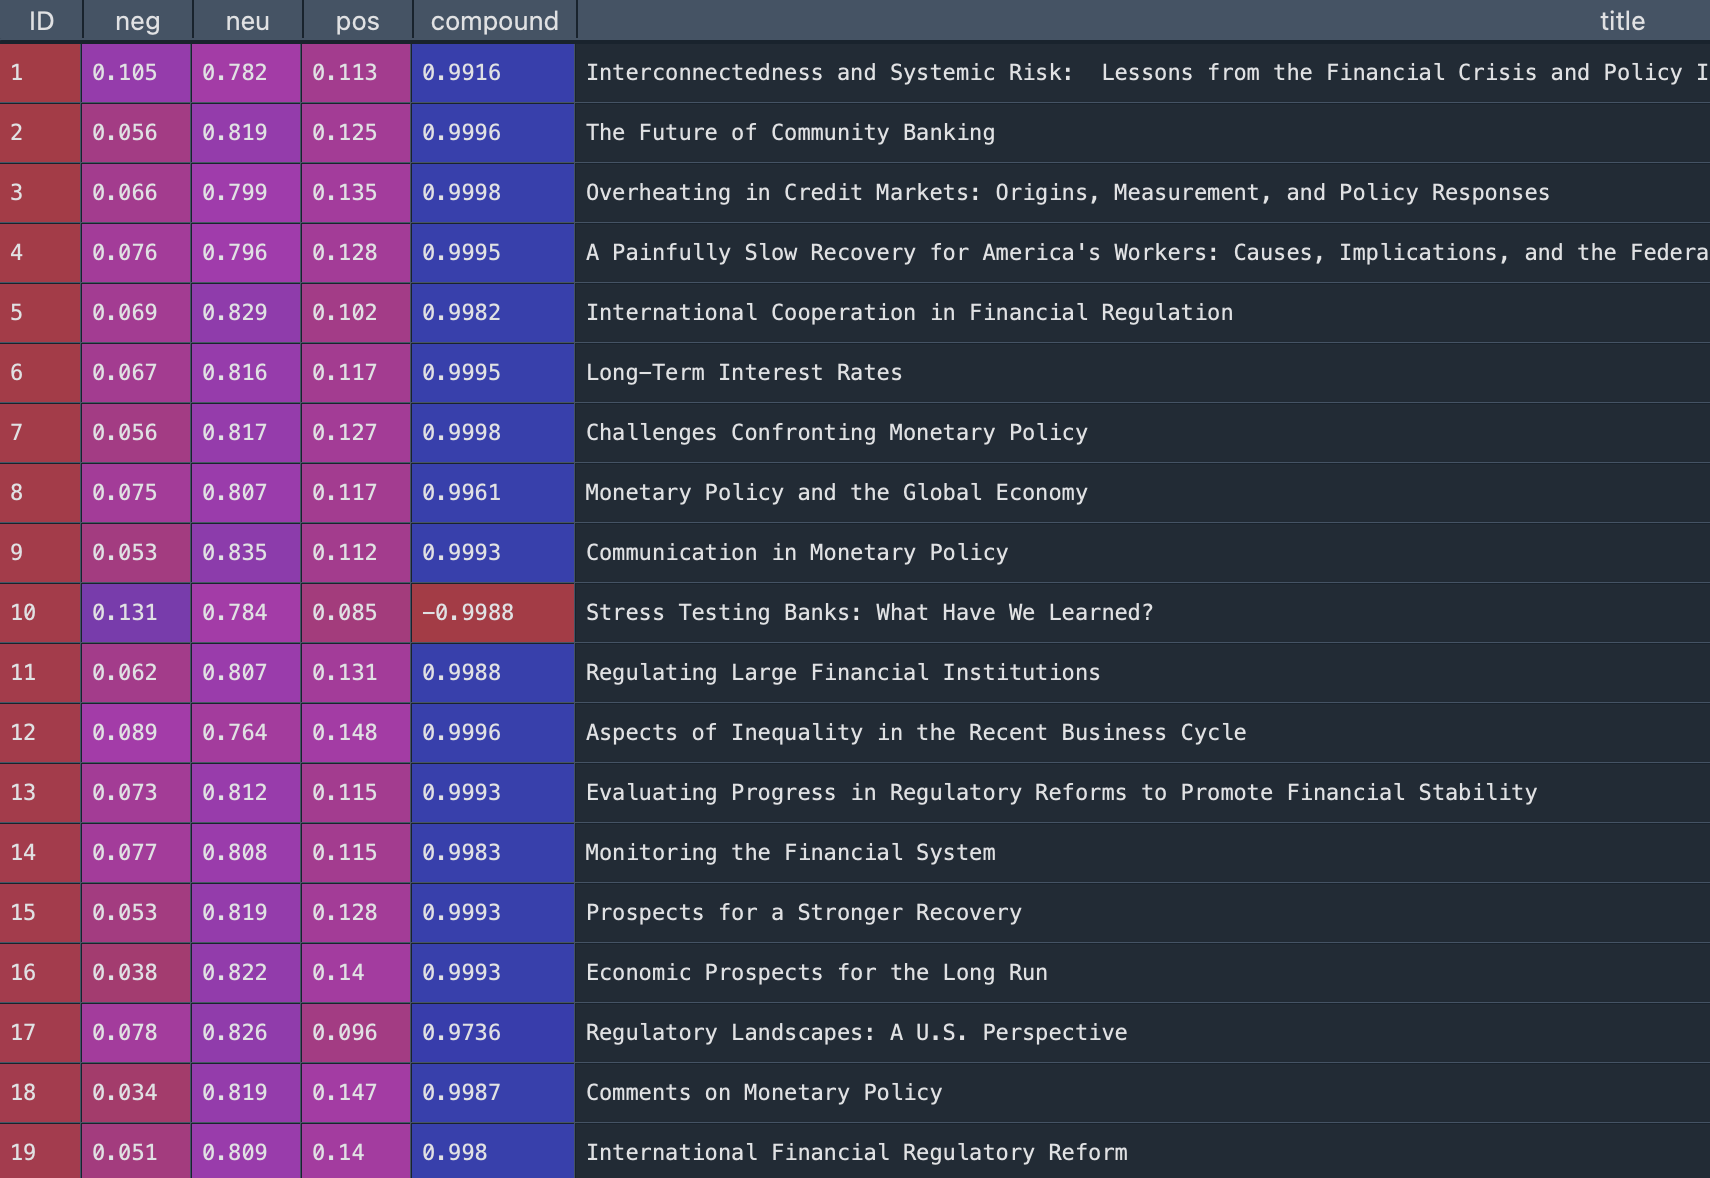 ID neg neu pos compound title
1 0.105 0.782 0.113 0.9916 Interconnectedness and Systemic Risk:  Lessons from the Financial Crisis and Policy I
2 0.056 0.819 0.125 0.9996 The Future of Community Banking
3 0.066 0.799 0.135 0.9998 Overheating in Credit Markets: Origins, Measurement, and Policy Responses
4 0.076 0.796 0.128 0.9995 A Painfully Slow Recovery for America's Workers: Causes, Implications, and the Federa
5 0.069 0.829 0.102 0.9982 International Cooperation in Financial Regulation
6 0.067 0.816 0.117 0.9995 Long-Term Interest Rates
7 0.056 0.817 0.127 0.9998 Challenges Confronting Monetary Policy
8 0.075 0.807 0.117 0.9961 Monetary Policy and the Global Economy
9 0.053 0.835 0.112 0.9993 Communication in Monetary Policy
10 0.131 0.784 0.085 -0.9988 Stress Testing Banks: What Have We Learned?
11 0.062 0.807 0.131 0.9988 Regulating Large Financial Institutions
12 0.089 0.764 0.148 0.9996 Aspects of Inequality in the Recent Business Cycle
13 0.073 0.812 0.115 0.9993 Evaluating Progress in Regulatory Reforms to Promote Financial Stability
14 0.077 0.808 0.115 0.9983 Monitoring the Financial System
15 0.053 0.819 0.128 0.9993 Prospects for a Stronger Recovery
16 0.038 0.822 0.14 0.9993 Economic Prospects for the Long Run
17 0.078 0.826 0.096 0.9736 Regulatory Landscapes: A U.S. Perspective
18 0.034 0.819 0.147 0.9987 Comments on Monetary Policy
19 0.051 0.809 0.14 0.998 International Financial Regulatory Reform